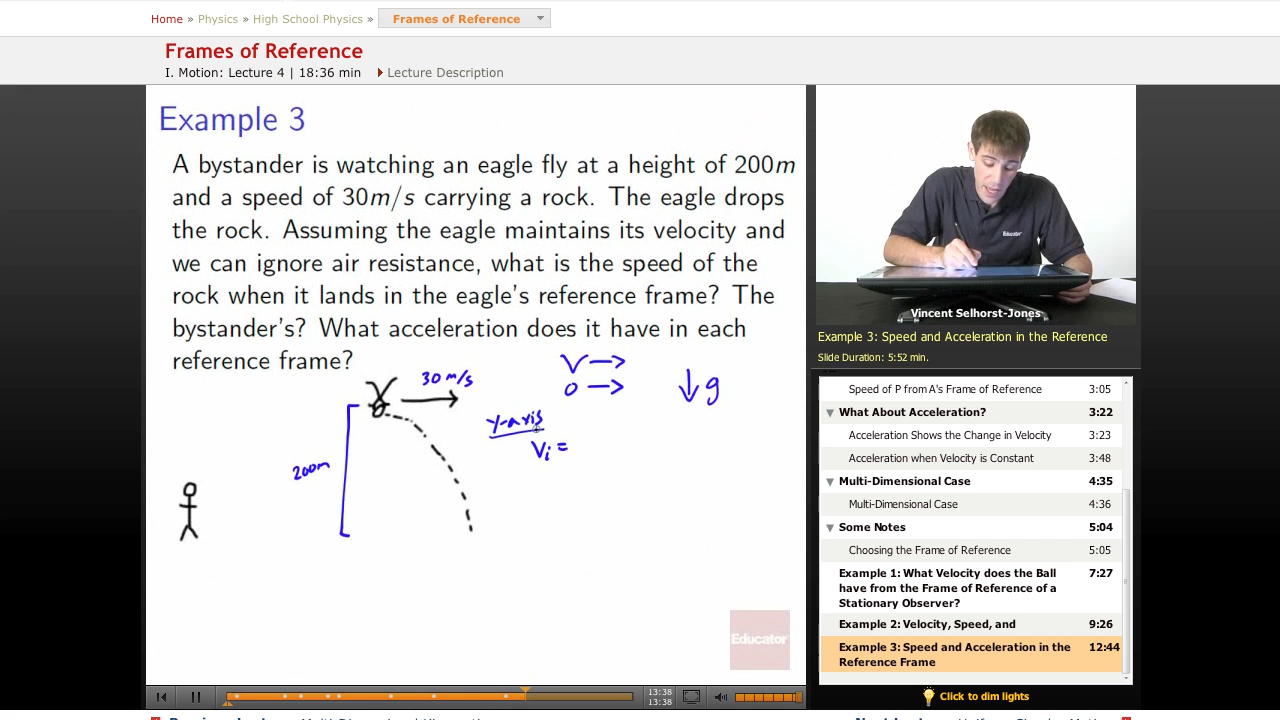 Home » Physics » High School Physics » Frames of Reference
Frames of Reference
I. Motion: Lecture 4 | 18:36 min Lecture Description
Example 3
A bystander is watching an eagle fly at a height of 200m
and a speed of 30m/s carrying a rock. The eagle drops
the rock. Assuming the eagle maintains its velocity and
we can ignore air resistance, what is the speed of the
rock when it lands in the eagle's reference frame? The
bystander's? What acceleration does it have in each
reference frame?
30 m/s
V →
0 →
↓ g
y-axis
Vi =
200m
Educator
Educator
Vincent Selhorst-Jones
Example 3: Speed and Acceleration in the Reference
Slide Duration: 5:52 min.
Speed of P from A's Frame of Reference 3:05
What About Acceleration? 3:22
Acceleration Shows the Change in Velocity 3:23
Acceleration when Velocity is Constant 3:48
Multi-Dimensional Case 4:35
Multi-Dimensional Case 4:36
Some Notes 5:04
Choosing the Frame of Reference 5:05
Example 1: What Velocity does the Ball 7:27
have from the Frame of Reference of a
Stationary Observer?
Example 2: Velocity, Speed, and 9:26
Example 3: Speed and Acceleration in the 12:44
Reference Frame
13:38
13:38
Click to dim lights